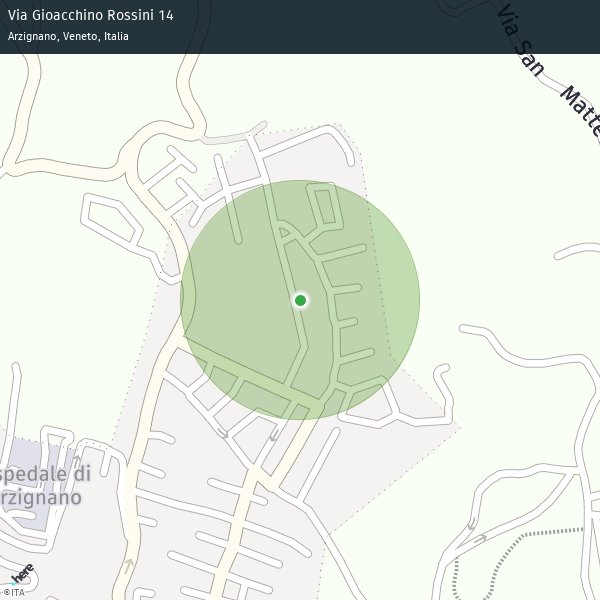 Via Gioacchino Rossini 14
Arzignano, Veneto, Italia
Via San Matte
spedale di
rzignano
here
©ITA